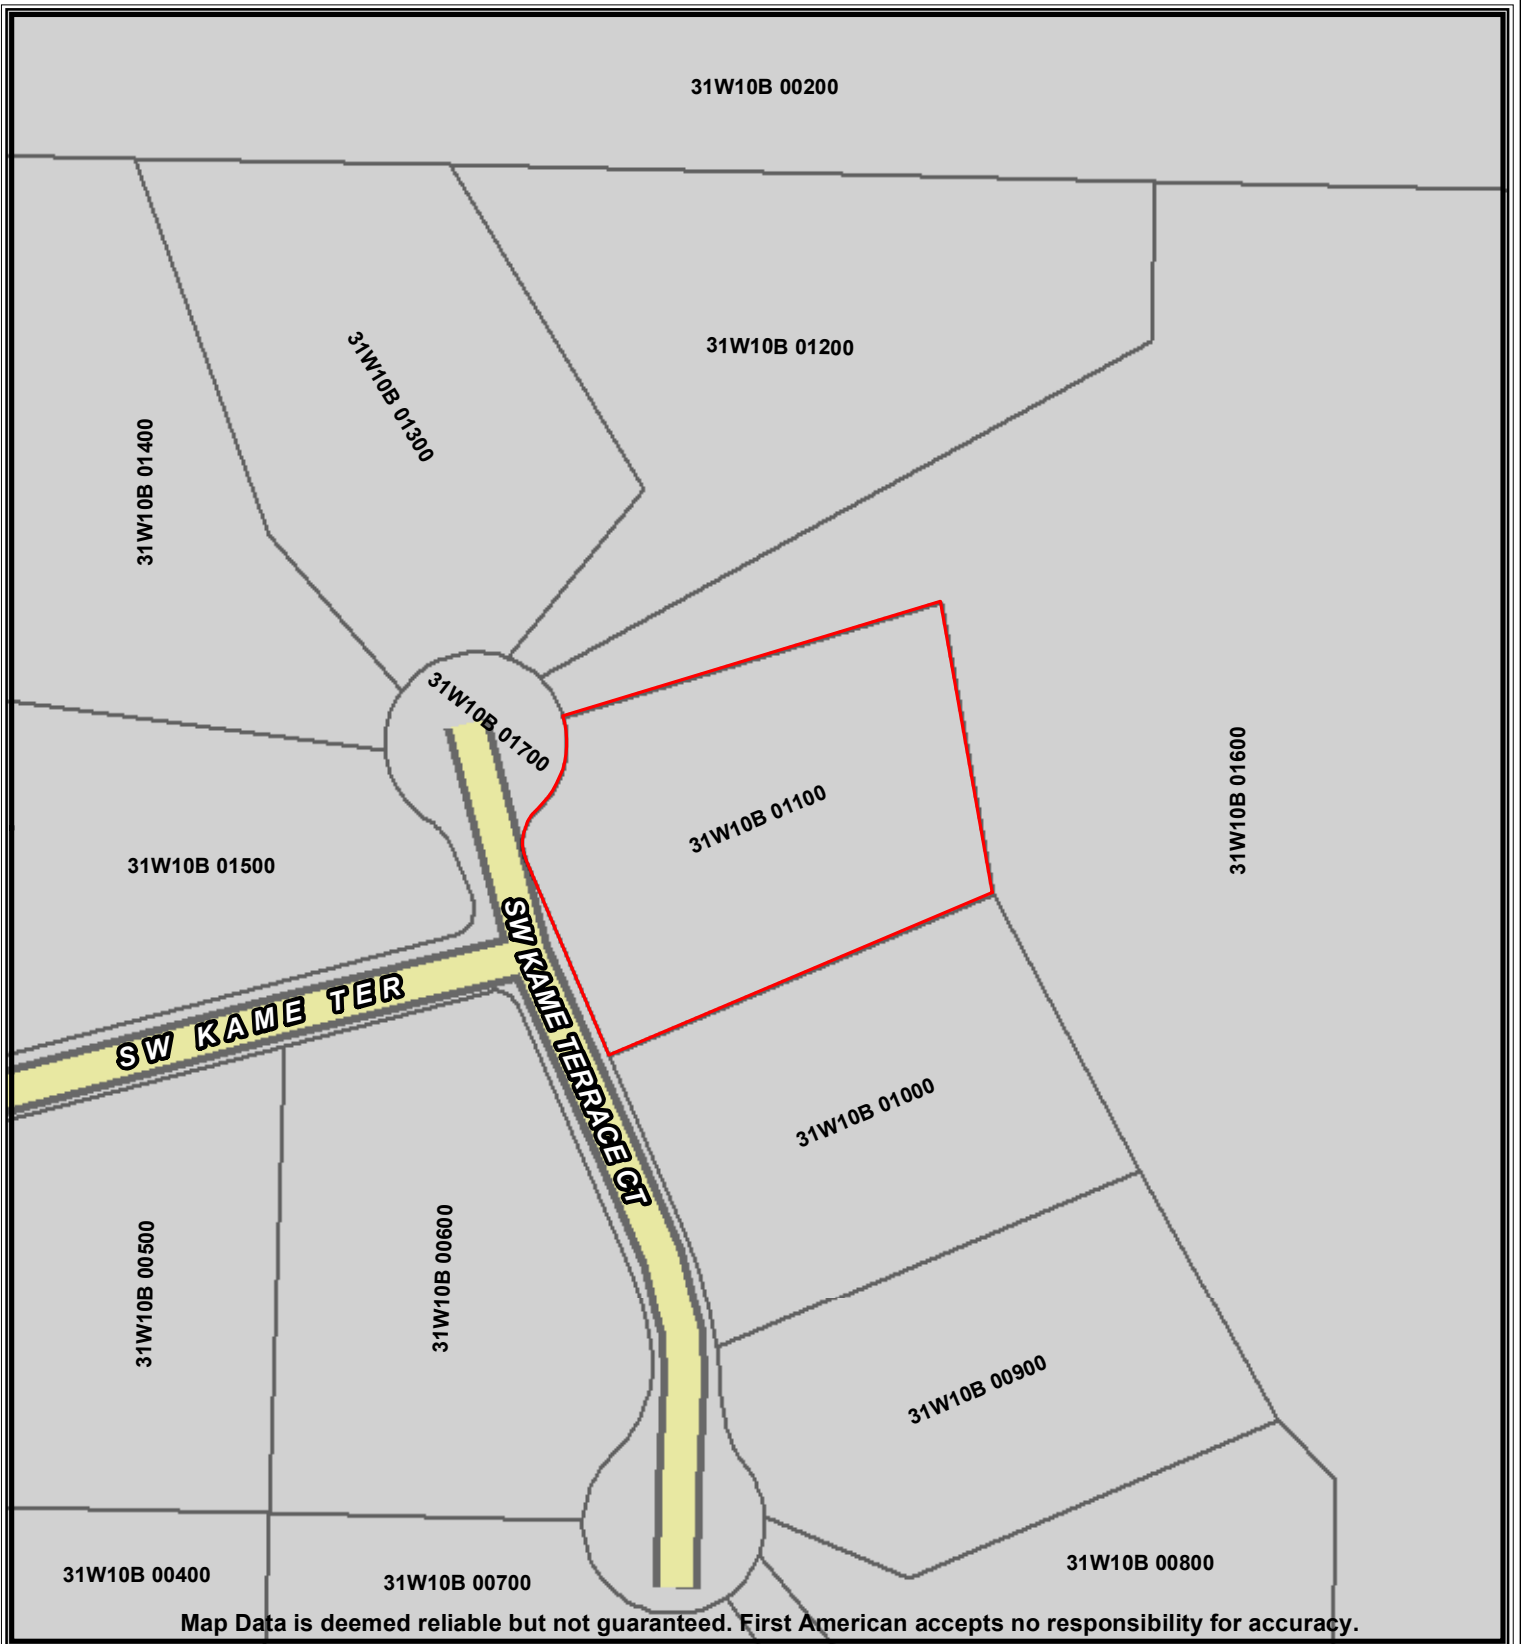 31W10B 00200
31W10B 01200
31W10B 01300
31W10B 01400
31W10B 01700
31W10B 01100
31W10B 01600
31W10B 01500
SW KAME TER
SW KAME TERRACE CT
31W10B 01000
31W10B 00500
31W10B 00600
31W10B 00900
31W10B 00800
31W10B 00400
31W10B 00700
Map Data is deemed reliable but not guaranteed. First American accepts no responsibility for accuracy.